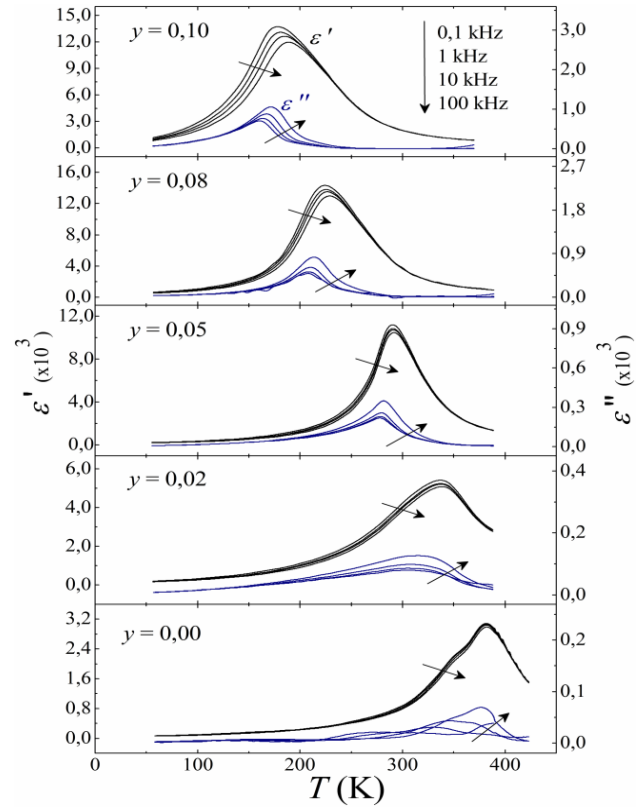 15,0
12,0
9,0
6,0
3,0
0,0
y = 0,10
ε'
ε''
0,1 kHz
1 kHz
10 kHz
100 kHz
3,0
2,0
1,0
0,0
16,0
12,0
8,0
4,0
0,0
y = 0,08
2,7
1,8
0,9
0,0
12,0
8,0
4,0
0,0
y = 0,05
0,9
0,6
0,3
0,0
ε' (x10³)
ε'' (x10³)
6,0
4,0
2,0
0,0
y = 0,02
0,4
0,2
0,0
3,2
2,4
1,6
0,8
0,0
y = 0,00
0,2
0,1
0,0
0 100 200 300 400
T (K)